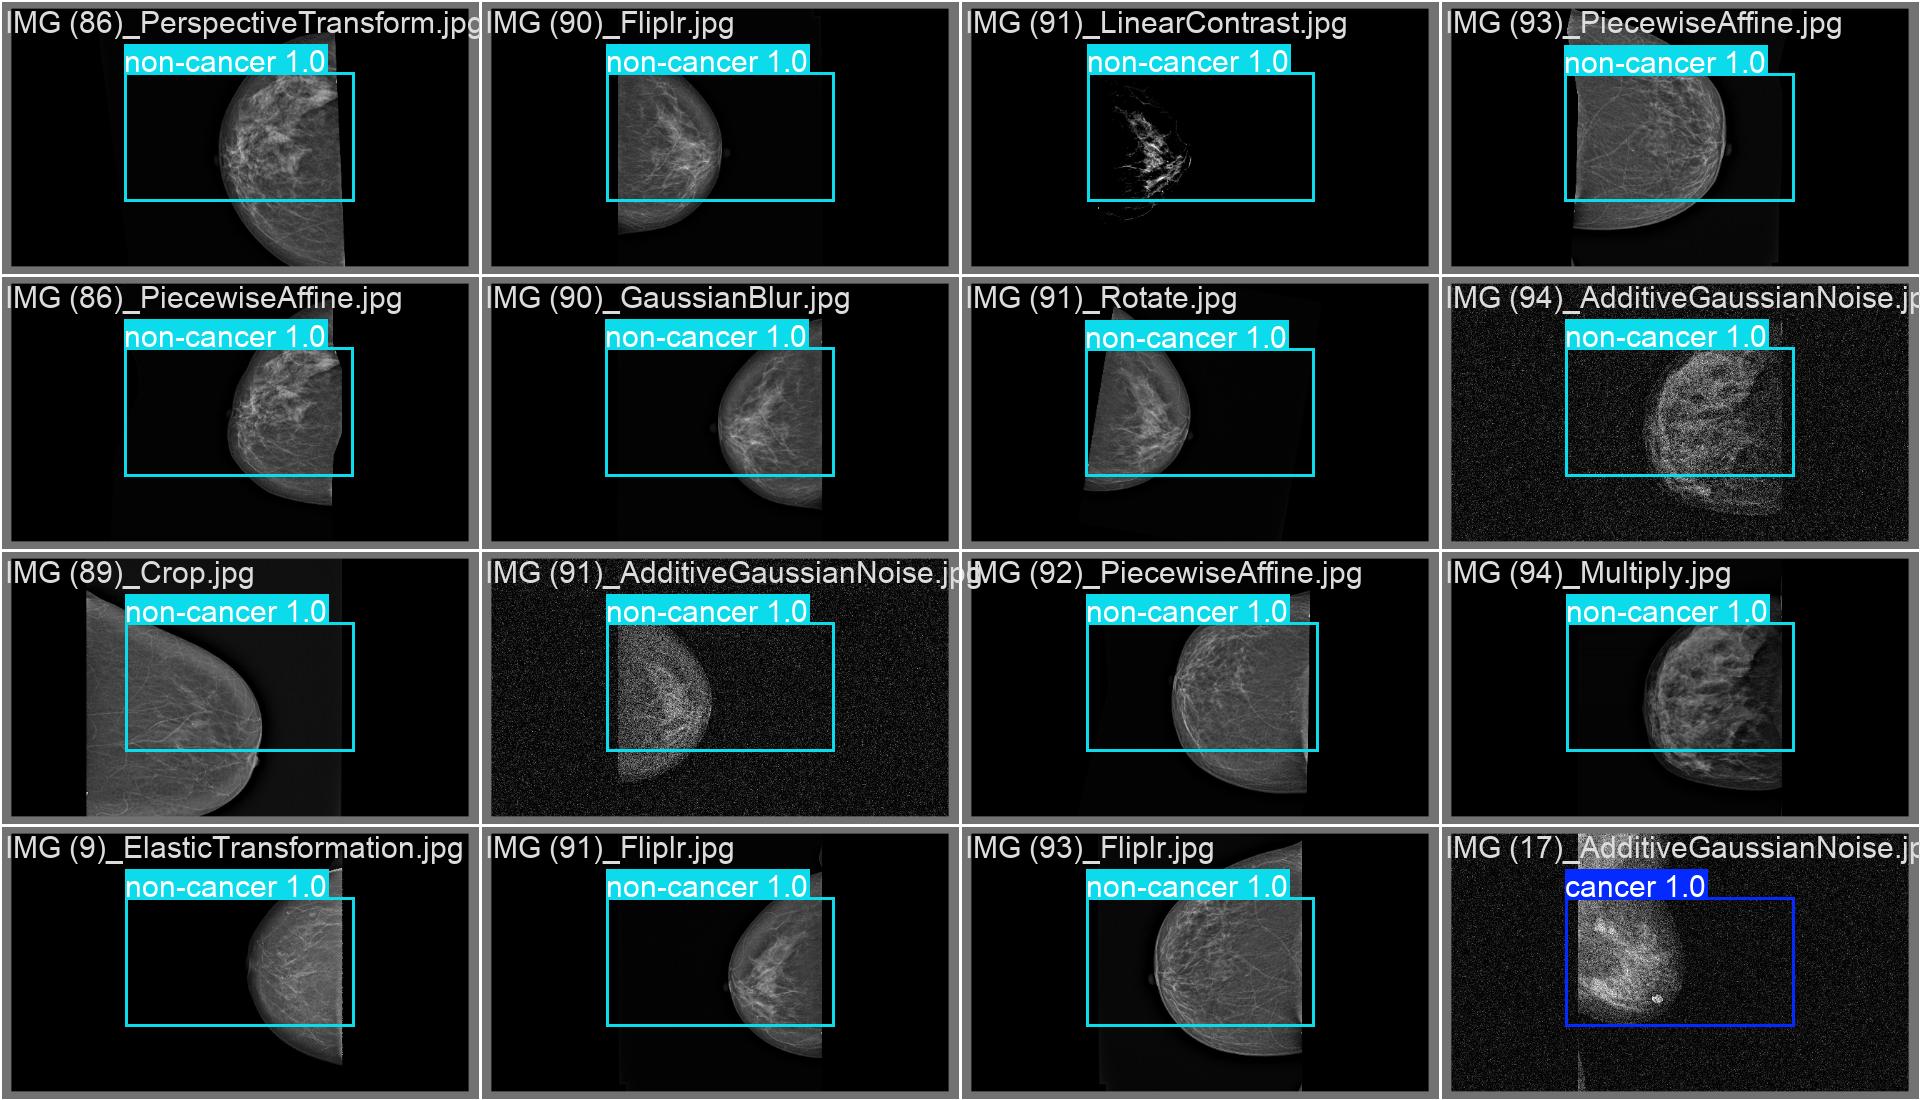 IMG (86)_PerspectiveTransform.jpg
non-cancer 1.0
IMG (90)_Fliplr.jpg
non-cancer 1.0
IMG (91)_LinearContrast.jpg
non-cancer 1.0
IMG (93)_PiecewiseAffine.jpg
non-cancer 1.0
IMG (86)_PiecewiseAffine.jpg
non-cancer 1.0
IMG (90)_GaussianBlur.jpg
non-cancer 1.0
IMG (91)_Rotate.jpg
non-cancer 1.0
IMG (94)_AdditiveGaussianNoise.jp
non-cancer 1.0
IMG (89)_Crop.jpg
non-cancer 1.0
IMG (91)_AdditiveGaussianNoise.jpg
non-cancer 1.0
IMG (92)_PiecewiseAffine.jpg
non-cancer 1.0
IMG (94)_Multiply.jpg
non-cancer 1.0
IMG (9)_ElasticTransformation.jpg
non-cancer 1.0
IMG (91)_Fliplr.jpg
non-cancer 1.0
IMG (93)_Fliplr.jpg
non-cancer 1.0
IMG (17)_AdditiveGaussianNoise.jp
cancer 1.0